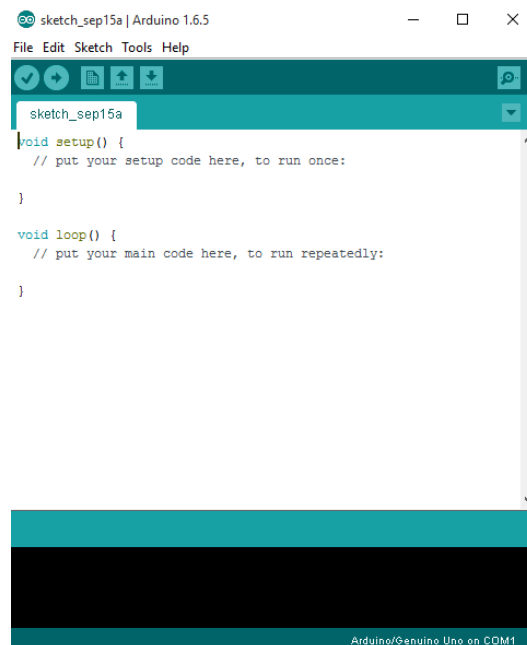 sketch_sep15a | Arduino 1.6.5
File Edit Sketch Tools Help
sketch_sep15a
void setup() {
  // put your setup code here, to run once:
}
void loop() {
  // put your main code here, to run repeatedly:
}
Arduino/Genuino Uno on COM1